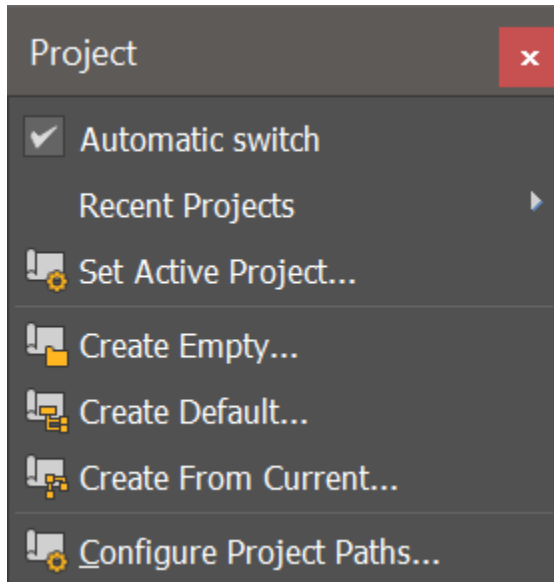 Project
Automatic switch
Recent Projects
Set Active Project...
Create Empty...
Create Default...
Create From Current...
Configure Project Paths...